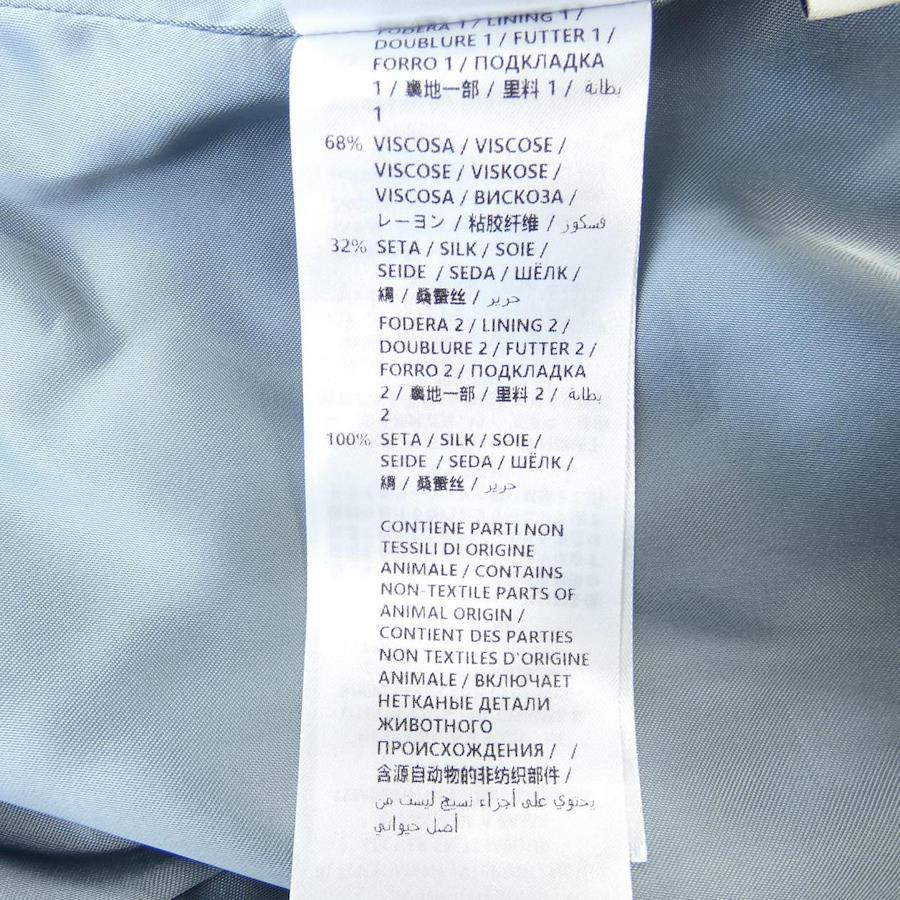 FODERA 1 / LINING 1 /
DOUBLURE 1 / FUTTER 1 /
FORRO 1 / ПОДКЛАДКА
1 / 裏地一部 / 里料 1 / بطانة
1
68% VISCOSA / VISCOSE /
VISCOSE / VISKOSE /
VISCOSA / ВИСКОЗА /
レーヨン / 粘胶纤维 / فسكوز
32% SETA / SILK / SOIE /
SEIDE / SEDA / ШЁЛК /
絹 / 桑蚕丝 / حرير
FODERA 2 / LINING 2 /
DOUBLURE 2 / FUTTER 2 /
FORRO 2 / ПОДКЛАДКА
2 / 裏地一部 / 里料 2 / بطانة
2
100% SETA / SILK / SOIE /
SEIDE / SEDA / ШЁЛК /
絹 / 桑蚕丝 / حرير
CONTIENE PARTI NON
TESSILI DI ORIGINE
ANIMALE / CONTAINS
NON-TEXTILE PARTS OF
ANIMAL ORIGIN /
CONTIENT DES PARTIES
NON TEXTILES D'ORIGINE
ANIMALE / ВКЛЮЧАЕТ
НЕТКАНЫЕ ДЕТАЛИ
ЖИВОТНОГО
ПРОИСХОЖДЕНИЯ / /
含源自动物的非纺织部件 /
يحتوي على أجزاء نسيج ليست من
أصل حيواني